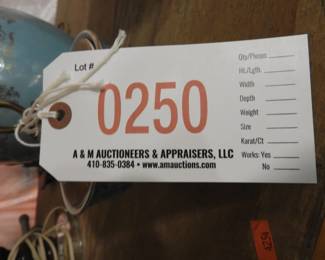 Lot #
0250
A & M AUCTIONEERS & APPRAISERS, LLC
410-835-0384 • www.amauctions.com
Qty/Pieces
Ht./Lgth.
Width
Depth
Weight
Size
Karat/Ct
Works: Yes
No
4254